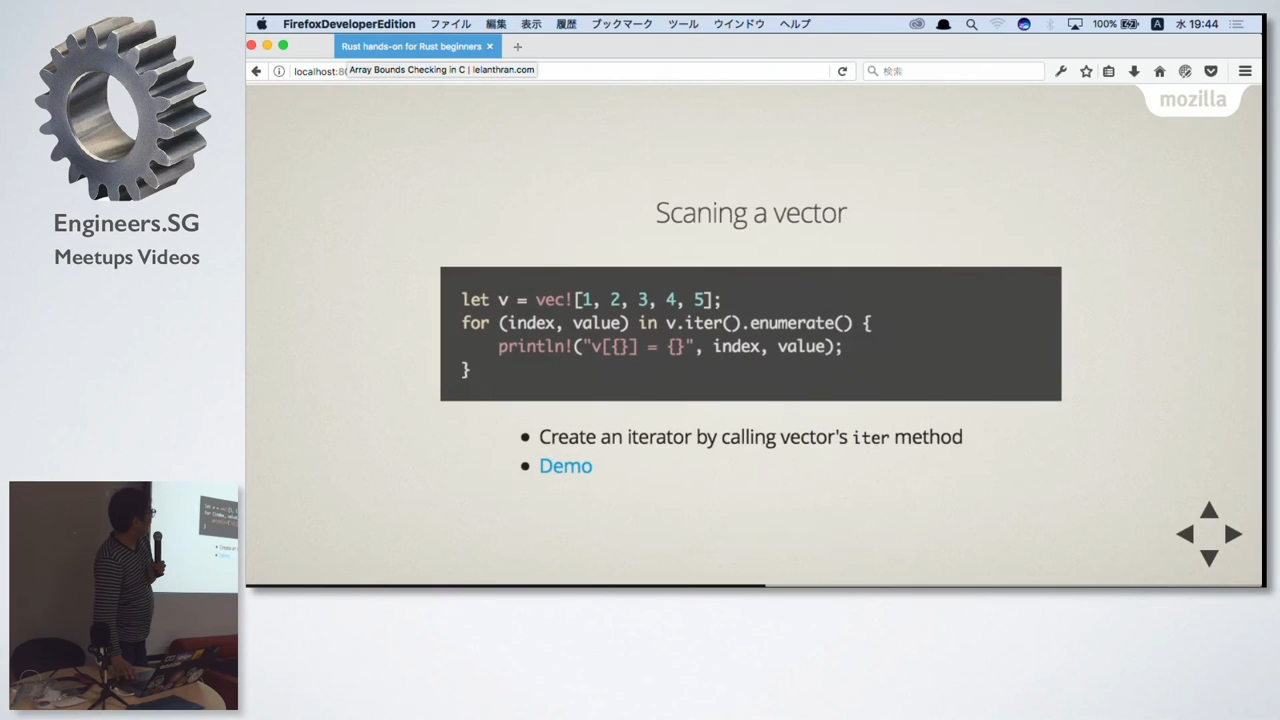 FirefoxDeveloperEdition ファイル 編集 表示 履歴 ブックマーク ツール ウインドウ ヘルプ 100% A 水 19:44
Rust hands-on for Rust beginners × +
localhost:8 Array Bounds Checking in C | lelanthran.com 検索
mozilla
Engineers.SG
Meetups Videos
Scaning a vector
let v = vec![1, 2, 3, 4, 5];
for (index, value) in v.iter().enumerate() {
println!("v[{}] = {}", index, value);
}
• Create an iterator by calling vector's iter method
• Demo